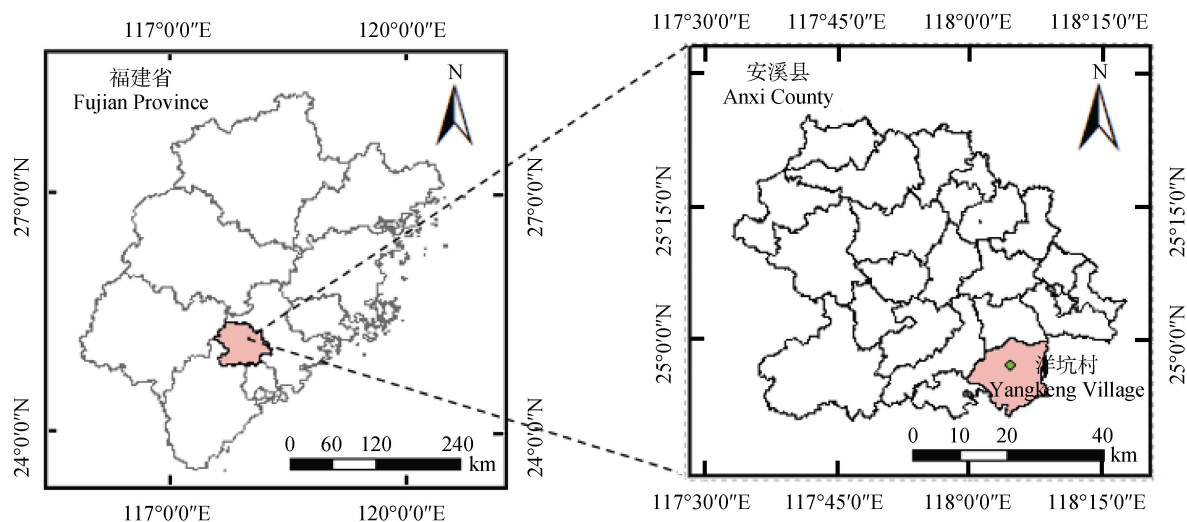 117°0'0"E 120°0'0"E
福建省
Fujian Province
N
27°0'0"N
27°0'0"N
24°0'0"N
24°0'0"N
0 60 120 240
km
117°0'0"E 120°0'0"E
117°30'0"E 117°45'0"E 118°0'0"E 118°15'0"E
安溪县
Anxi County
N
25°15'0"N
25°15'0"N
25°0'0"N
25°0'0"N
洋坑村
Yangkeng Village
0 10 20 40
km
117°30'0"E 117°45'0"E 118°0'0"E 118°15'0"E